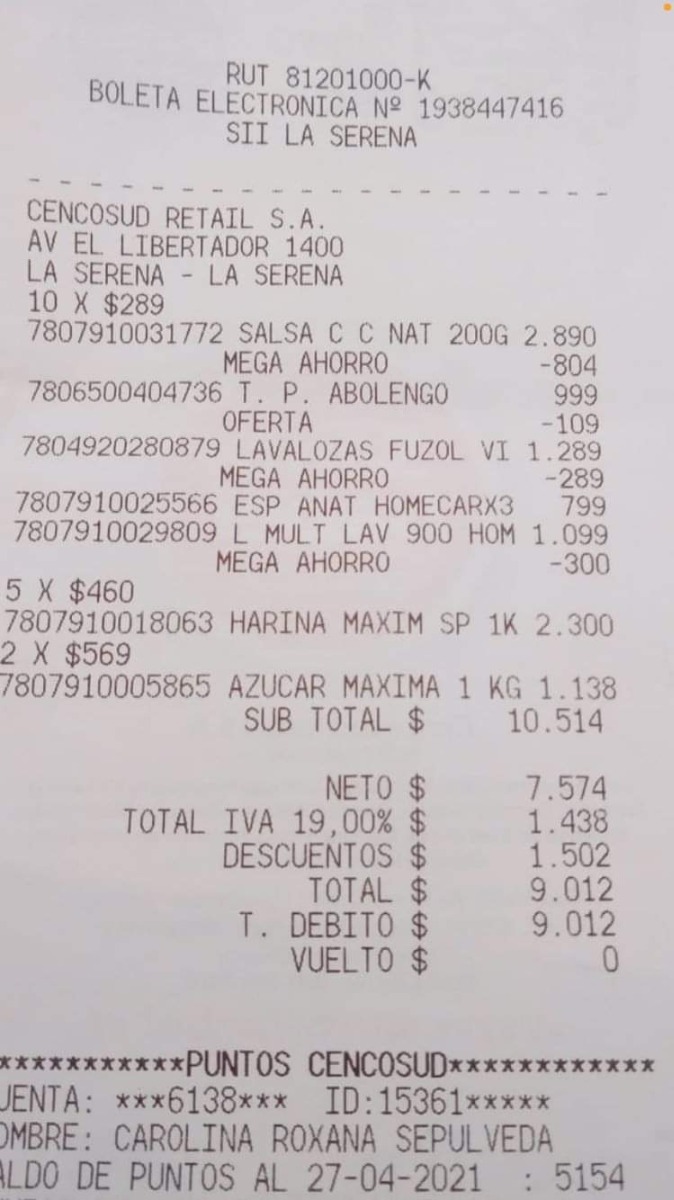 RUT 81201000-K
BOLETA ELECTRONICA Nº 1938447416
SII LA SERENA
- - - - - - - - - - - - - - - - - - - -
CENCOSUD RETAIL S.A.
AV EL LIBERTADOR 1400
LA SERENA - LA SERENA
10 X $289
7807910031772 SALSA C C NAT 200G 2.890
MEGA AHORRO -804
7806500404736 T. P. ABOLENGO 999
OFERTA -109
7804920280879 LAVALOZAS FUZOL VI 1.289
MEGA AHORRO -289
7807910025566 ESP ANAT HOMECARX3 799
7807910029809 L MULT LAV 900 HOM 1.099
MEGA AHORRO -300
5 X $460
7807910018063 HARINA MAXIM SP 1K 2.300
2 X $569
7807910005865 AZUCAR MAXIMA 1 KG 1.138
SUB TOTAL $ 10.514
NETO $ 7.574
TOTAL IVA 19,00% $ 1.438
DESCUENTOS $ 1.502
TOTAL $ 9.012
T. DEBITO $ 9.012
VUELTO $ 0
***********PUNTOS CENCOSUD************
UENTA: ***6138*** ID:15361*****
OMBRE: CAROLINA ROXANA SEPULVEDA
ALDO DE PUNTOS AL 27-04-2021 : 5154